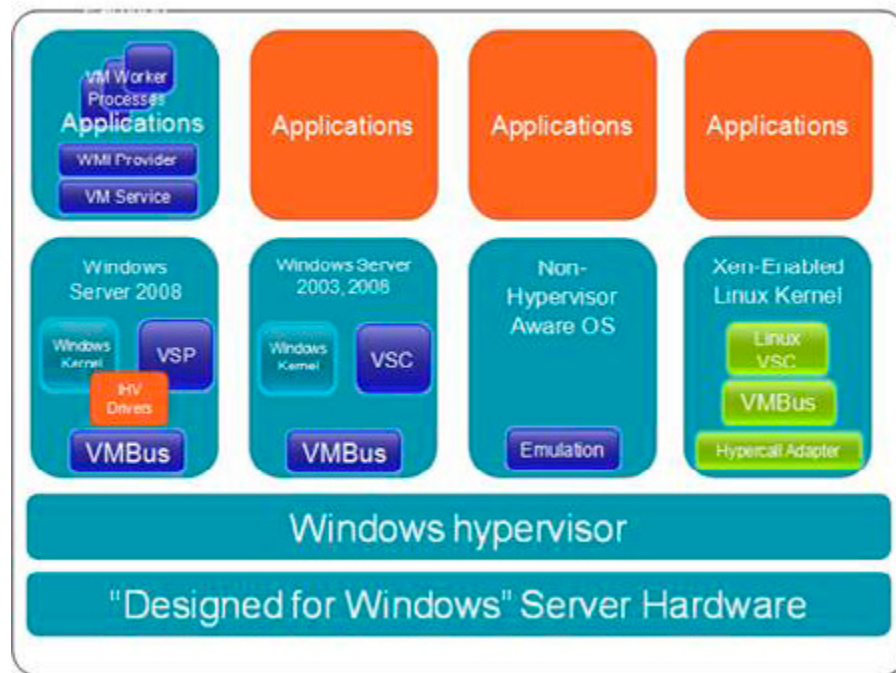 VM Worker
Processes
Applications
WMI Provider
VM Service
Applications
Applications
Applications
Windows
Server 2008
Windows
Kernel
VSP
IHV
Drivers
VMBus
Windows Server
2003, 2008
Windows
Kernel
VSC
VMBus
Non-
Hypervisor
Aware OS
Emulation
Xen-Enabled
Linux Kernel
Linux
VSC
VMBus
Hypercall Adapter
Windows hypervisor
“Designed for Windows” Server Hardware